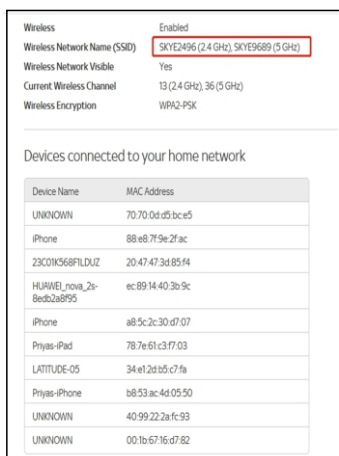 Wireless Enabled
Wireless Network Name (SSID) SKYE2496 (2.4 GHz), SKYE9689 (5 GHz)
Wireless Network Visible Yes
Current Wireless Channel 13 (2.4 GHz), 36 (5 GHz)
Wireless Encryption WPA2-PSK
Devices connected to your home network
Device Name MAC Address
UNKNOWN 70:70:0d:d5:bc:e5
iPhone 88:e8:7f:9e:2f:ac
23C01K568F1LDUZ 20:47:47:3d:85:f4
HUAWEI_nova_2s- ec:89:14:40:3b:9c
8edb2a8f95
iPhone a8:5c:2c:30:d7:07
Priyas-iPad 78:7e:61:c3:f7:03
LATITUDE-05 34:e1:2d:b5:c7:fa
Priyas-iPhone b8:53:ac:4d:05:50
UNKNOWN 40:99:22:2a:fc:93
UNKNOWN 00:1b:67:16:d7:82